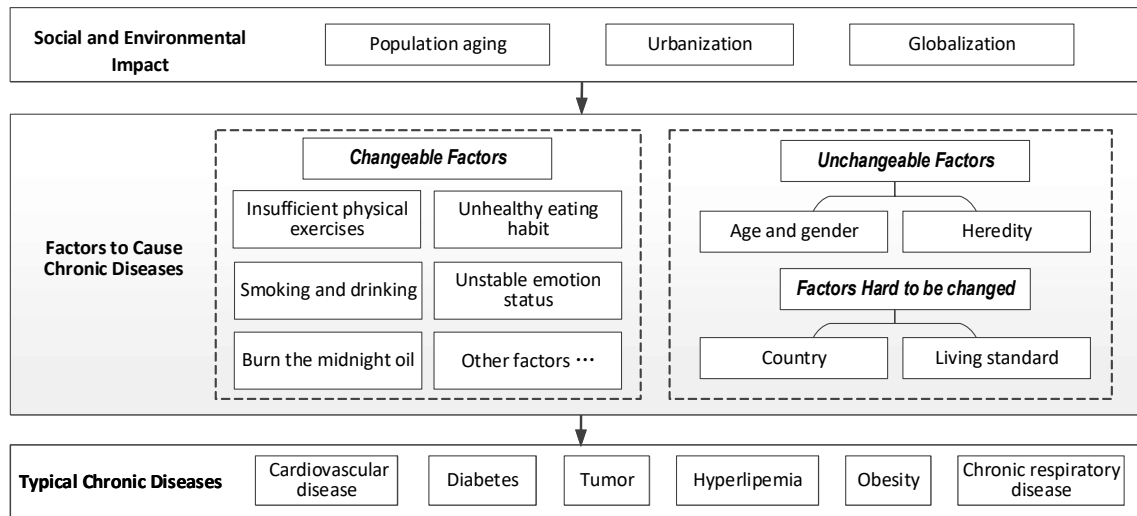 Social and Environmental
Impact
Population aging
Urbanization
Globalization
Factors to Cause
Chronic Diseases
Changeable Factors
Insufficient physical
exercises
Unhealthy eating
habit
Smoking and drinking
Unstable emotion
status
Burn the midnight oil
Other factors ···
Unchangeable Factors
Age and gender
Heredity
Factors Hard to be changed
Country
Living standard
Typical Chronic Diseases
Cardiovascular
disease
Diabetes
Tumor
Hyperlipemia
Obesity
Chronic respiratory
disease